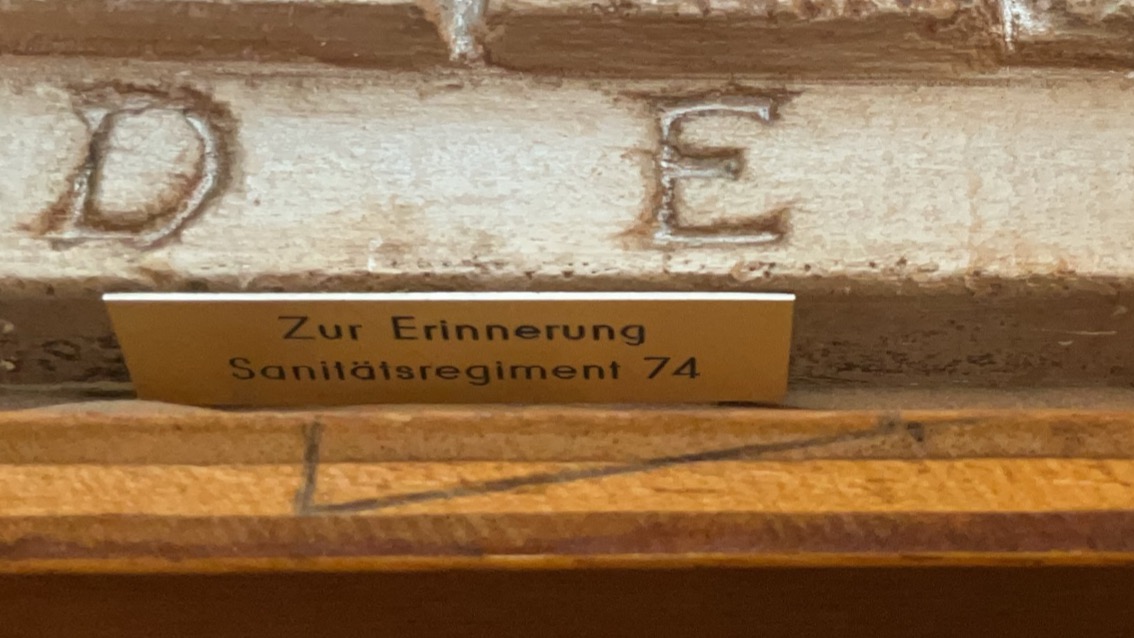 D E
Zur Erinnerung
Sanitätsregiment 74